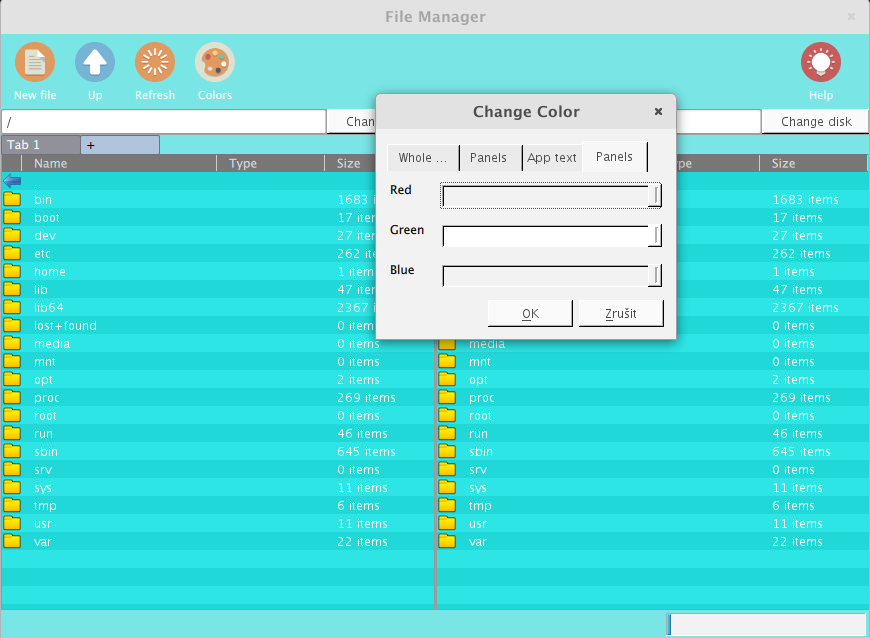 File Manager
New file Up Refresh Colors Help
/ Chan Change disk
Tab 1 +
Name Type Size pe Size
Change Color
Whole ... Panels App text Panels
Red
Green
Blue
OK Zrušit
..
bin 1683 i 1683 items
boot 17 iter 17 items
dev 27 iter 27 items
etc 262 it 262 items
home 1 item 1 items
lib 47 iter 47 items
lib64 2367 i 2367 items
lost+found 0 item 0 items
media 0 items media 0 items
mnt 0 items mnt 0 items
opt 2 items opt 2 items
proc 269 items proc 269 items
root 0 items root 0 items
run 46 items run 46 items
sbin 645 items sbin 645 items
srv 0 items srv 0 items
sys 11 items sys 11 items
tmp 6 items tmp 6 items
usr 11 items usr 11 items
var 22 items var 22 items